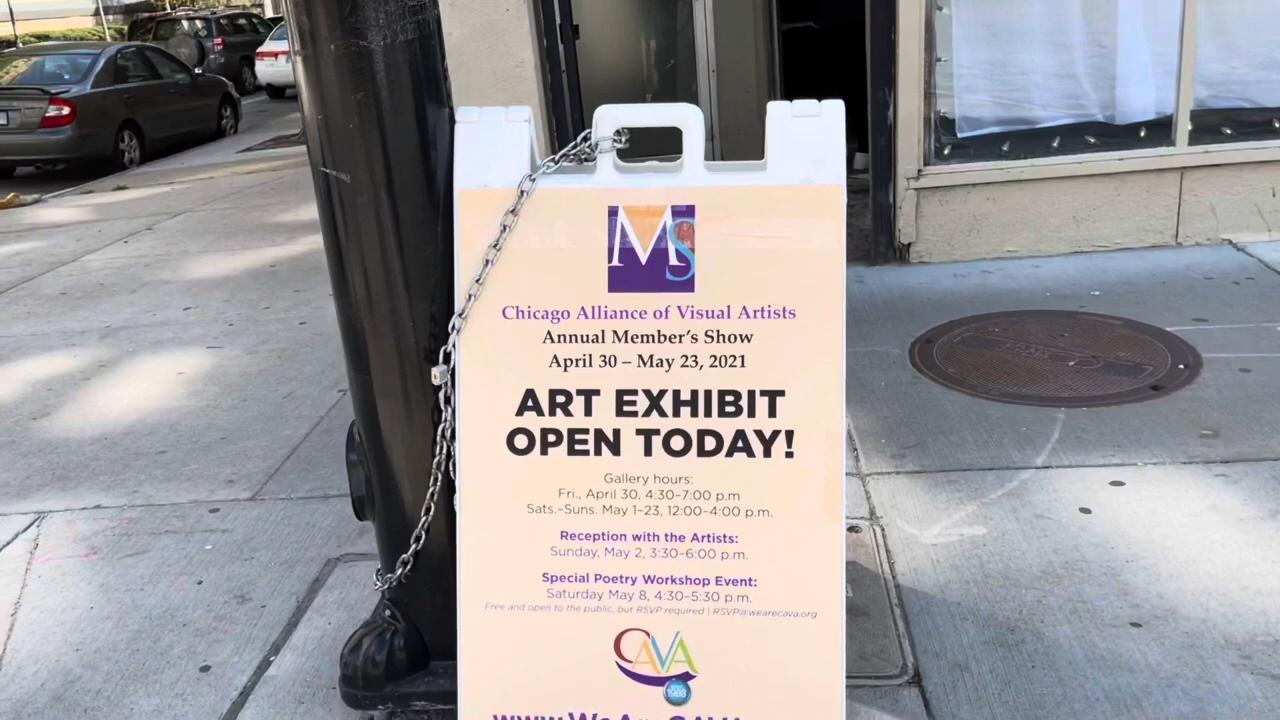 MS
Chicago Alliance of Visual Artists
Annual Member's Show
April 30 – May 23, 2021
ART EXHIBIT
OPEN TODAY!
Gallery hours:
Fri., April 30, 4:30–7:00 p.m
Sats.–Suns. May 1–23, 12:00–4:00 p.m.
Reception with the Artists:
Sunday, May 2, 3:30–6:00 p.m.
Special Poetry Workshop Event:
Saturday May 8, 4:30–5:30 p.m.
Free and open to the public, but RSVP required | RSVP@wearecava.org
CAVA
1988
www.WeAreCAVA